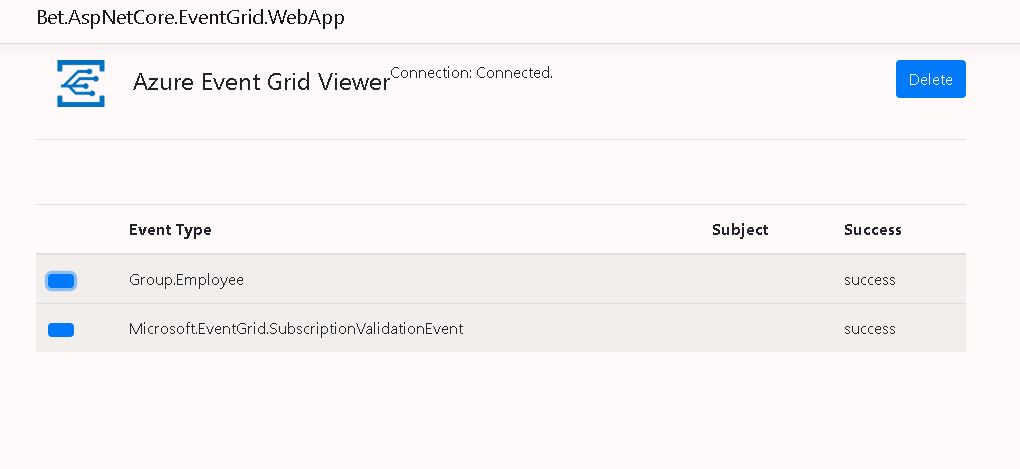 Bet.AspNetCore.EventGrid.WebApp
Azure Event Grid Viewer Connection: Connected. Delete
Event Type Subject Success
Group.Employee success
Microsoft.EventGrid.SubscriptionValidationEvent success